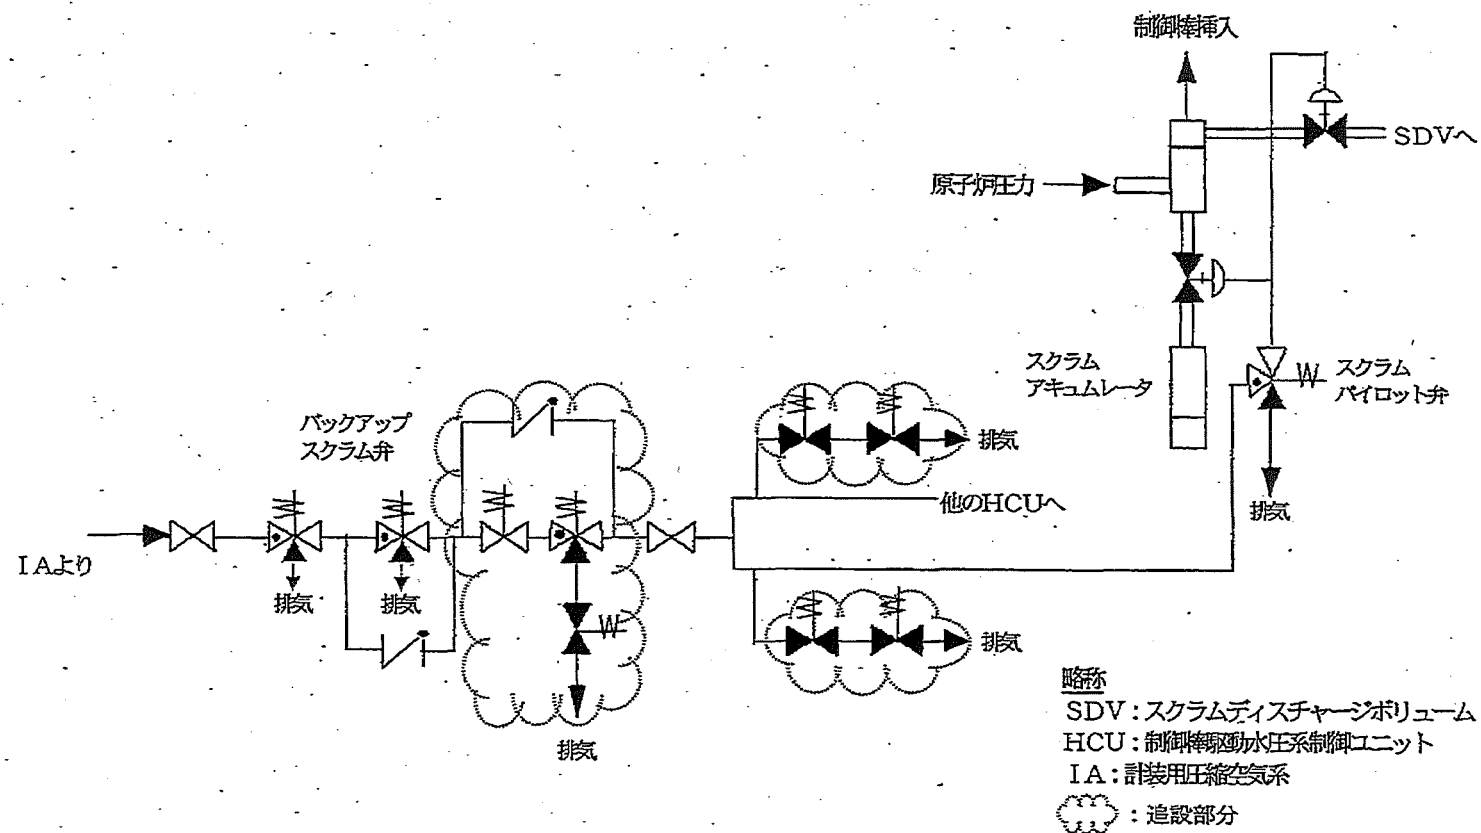 制御棒挿入
SDVへ
原子炉圧力
スクラム
アキュムレータ
スクラム
パイロット弁
排気
バックアップ
スクラム弁
IAより
排気
排気
排気
排気
他のHCUへ
排気
略称
SDV：スクラムディスチャージボリューム
HCU：制御棒駆動水圧系制御ユニット
IA：計装用圧縮空気系
：追設部分